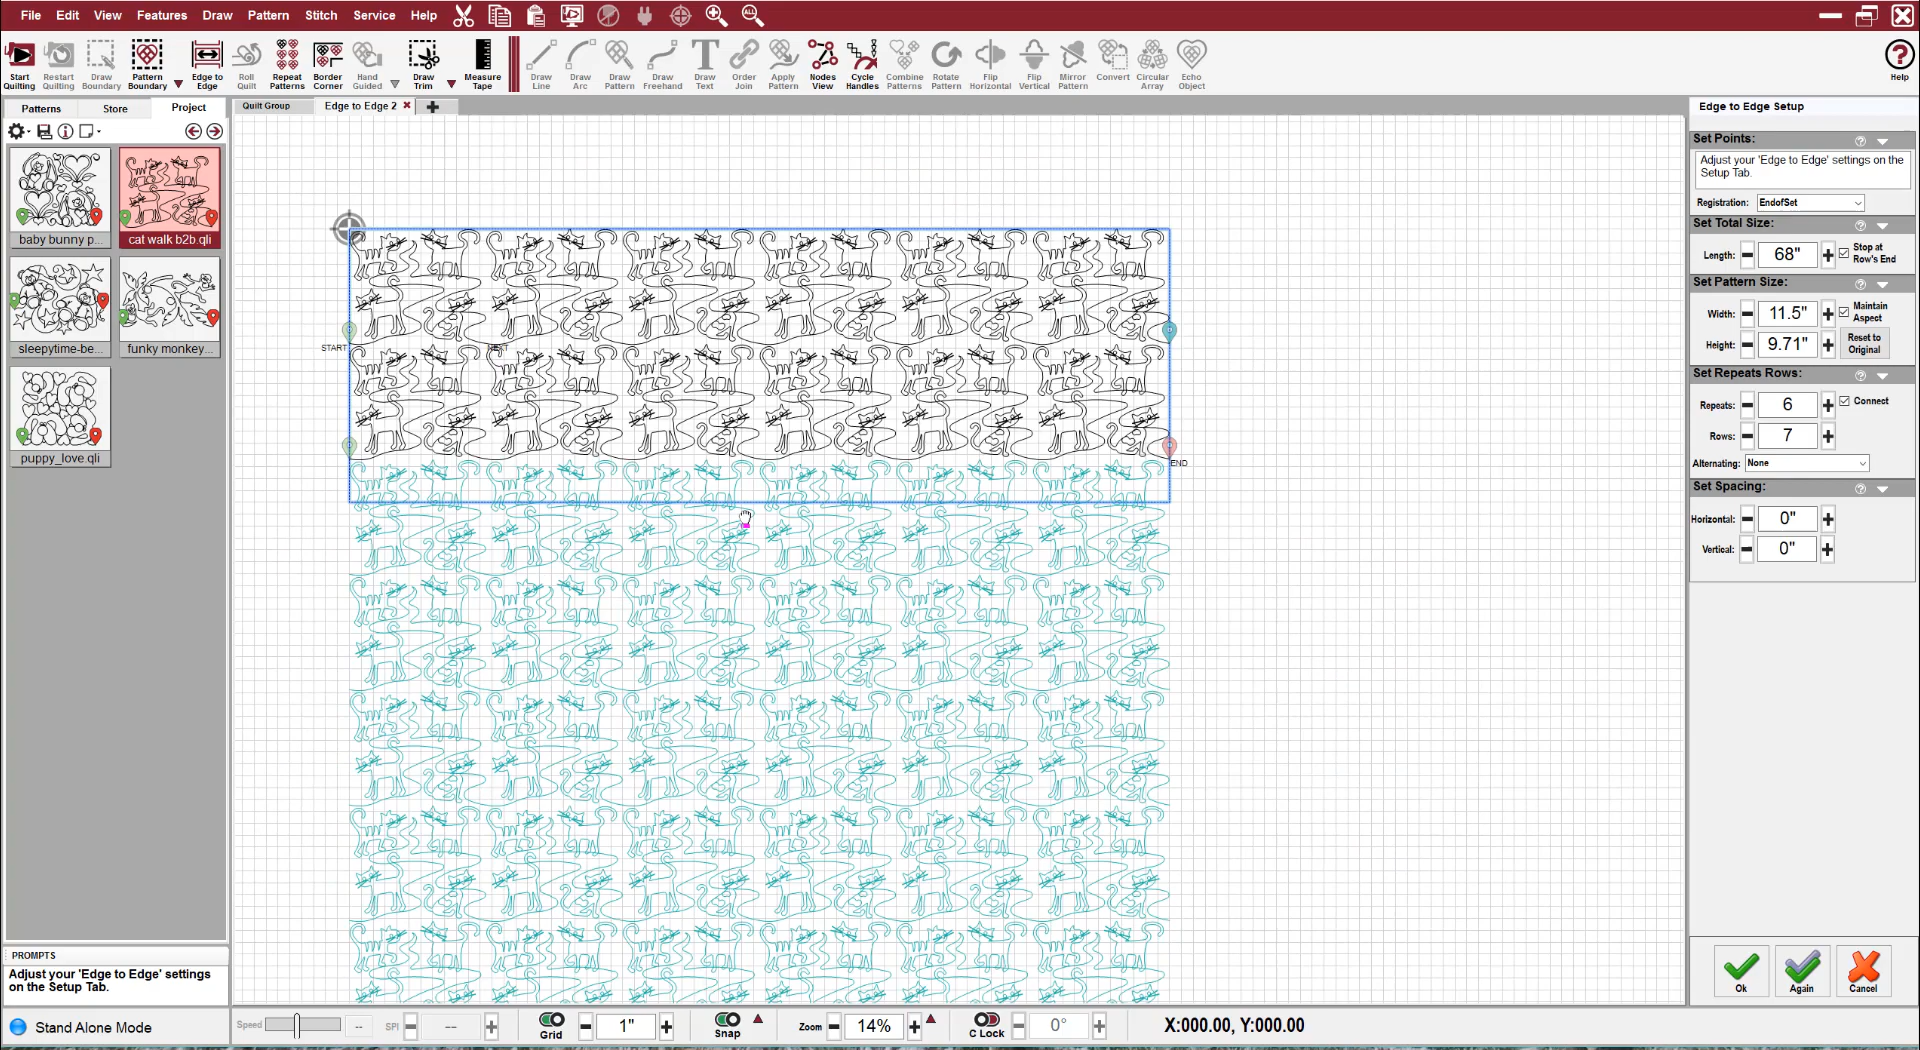 File Edit View Features Draw Pattern Stitch Service Help
Start Quilting
Restart Quilting
Draw Boundary
Pattern Boundary
Edge to Edge
Roll Quilt
Repeat Patterns
Border Corner
Hand Guided
Draw Trim
Measure Tape
Draw Line
Draw Arc
Draw Pattern
Draw Freehand
Draw Text
Order Join
Apply Pattern
Nodes View
Cycle Handles
Combine Patterns
Rotate Pattern
Flip Horizontal
Flip Vertical
Mirror Pattern
Convert
Circular Array
Echo Object
Help
Patterns Store Project
Quilt Group Edge to Edge 2
baby bunny p... cat walk b2b.qli
sleepytime-be... funky monkey...
puppy_love.qli
START
NEXT
END
Edge to Edge Setup
Set Points:
Adjust your 'Edge to Edge' settings on the
Setup Tab.
Registration: EndofSet
Set Total Size:
Length: 68" Stop at
Row's End
Set Pattern Size:
Width: 11.5" Maintain
Aspect
Height: 9.71" Reset to
Original
Set Repeats Rows:
Repeats: 6 Connect
Rows: 7
Alternating: None
Set Spacing:
Horizontal: 0"
Vertical: 0"
Ok Again Cancel
PROMPTS
Adjust your 'Edge to Edge' settings
on the Setup Tab.
Stand Alone Mode
Speed -- SPI -- Grid 1" Snap Zoom 14% C Lock 0° X:000.00, Y:000.00